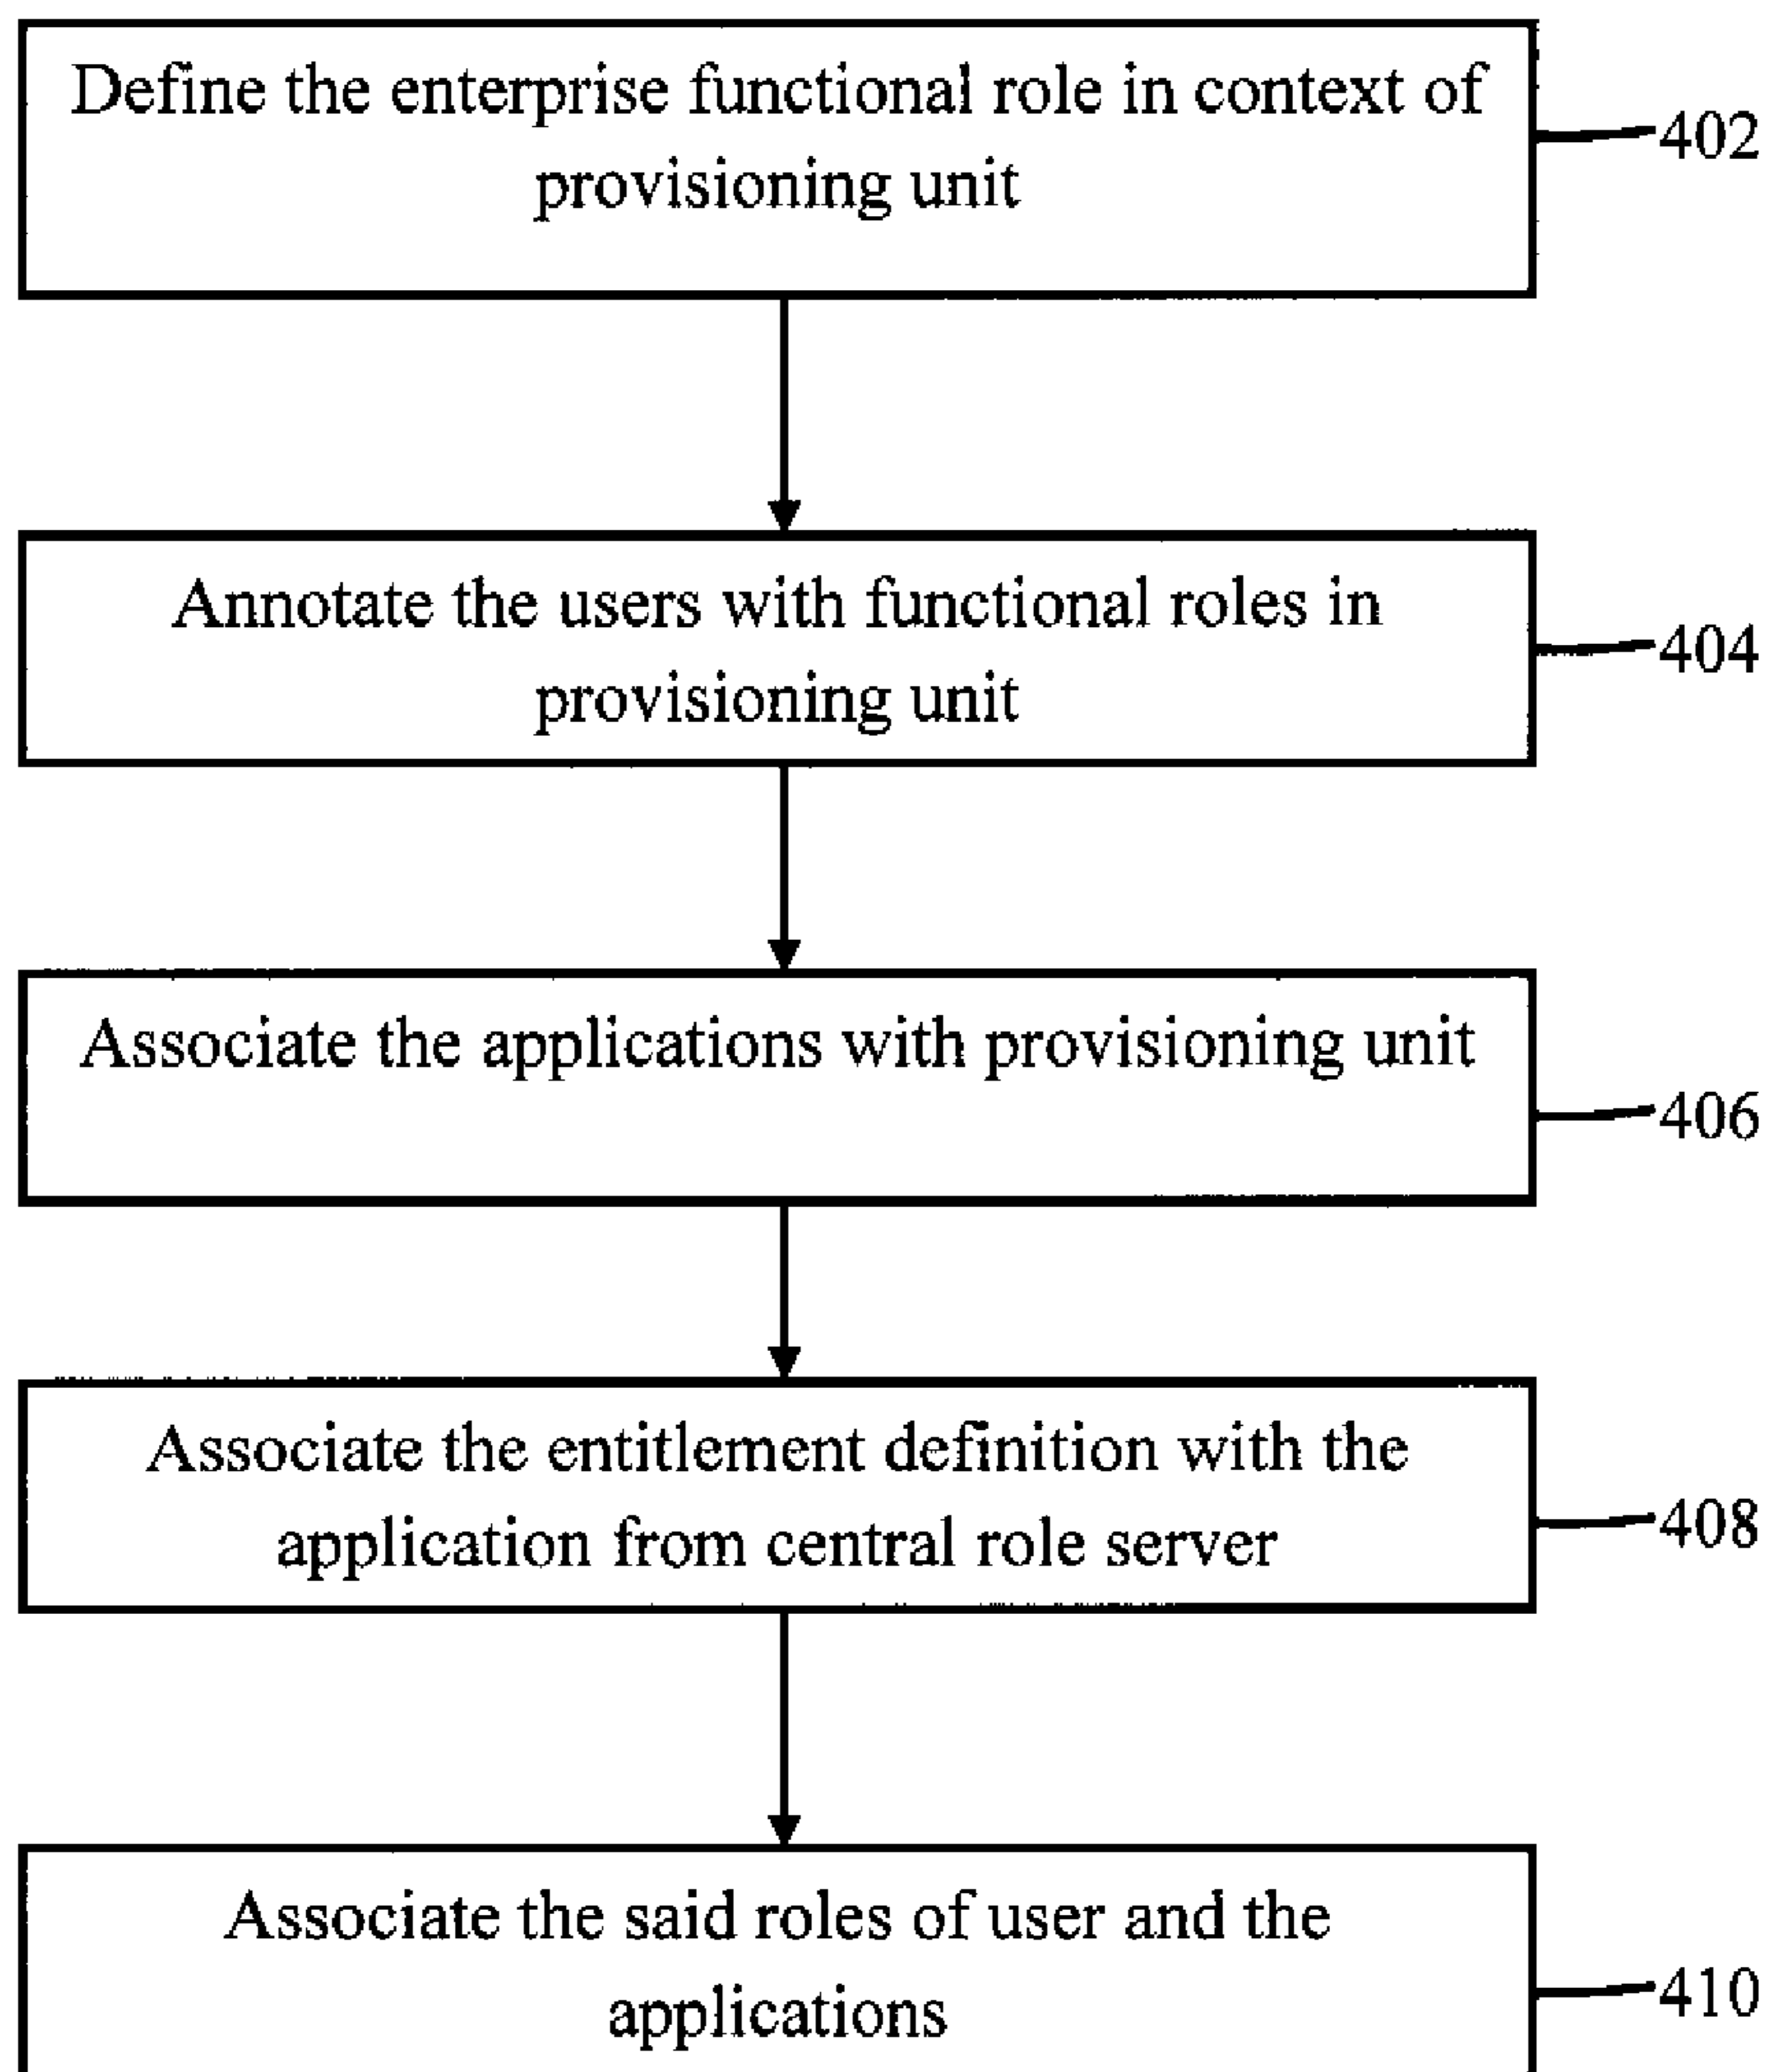 Define the enterprise functional role in context of
provisioning unit
402
Annotate the users with functional roles in
provisioning unit
404
Associate the applications with provisioning unit
406
Associate the entitlement definition with the
application from central role server
408
Associate the said roles of user and the
applications
410